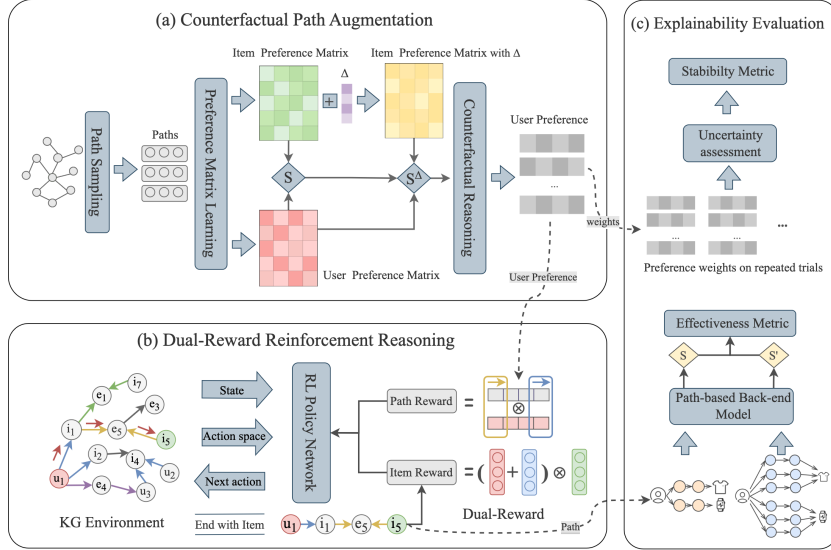 (a) Counterfactual Path Augmentation
Item Preference Matrix
Item Preference Matrix with Δ
Δ
Path Sampling
Paths
Preference Matrix Learning
+
S
S^Δ
Counterfactual Reasoning
User Preference
...
User Preference Matrix
weights
User Preference
(b) Dual-Reward Reinforcement Reasoning
i7
e1
e3
i1
e5
i5
i2
i4
u1
u2
e4
u3
KG Environment
State
Action space
Next action
End with Item
RL Policy Network
Path Reward
=
⊗
Item Reward
= ( + ) ⊗
Dual-Reward
u1
i1
e5
i5
Path
(c) Explainability Evaluation
Stabibilty Metric
Uncertainty
assessment
...
...
...
Preference weights on repeated trials
Effectiveness Metric
S
S'
Path-based Back-end
Model